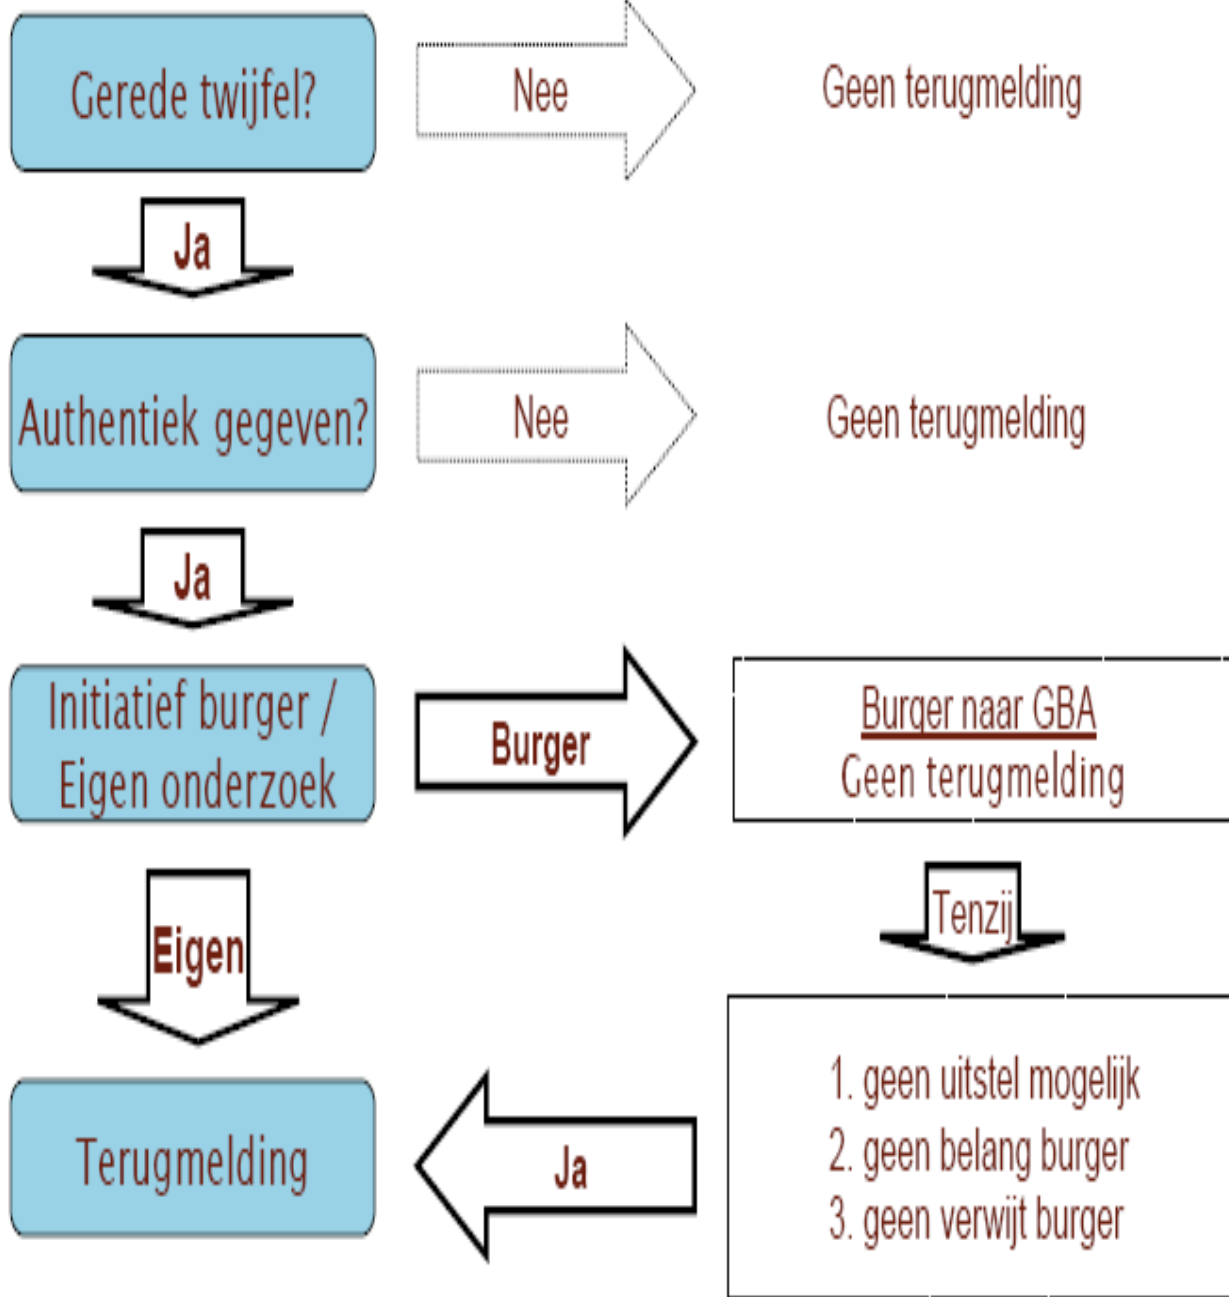 Gerede twijfel?
Nee
Geen terugmelding
Ja
Authentiek gegeven?
Nee
Geen terugmelding
Ja
Initiatief burger /
Eigen onderzoek
Burger
Burger naar GBA
Geen terugmelding
Eigen
Tenzij
1. geen uitstel mogelijk
2. geen belang burger
3. geen verwijt burger
Ja
Terugmelding